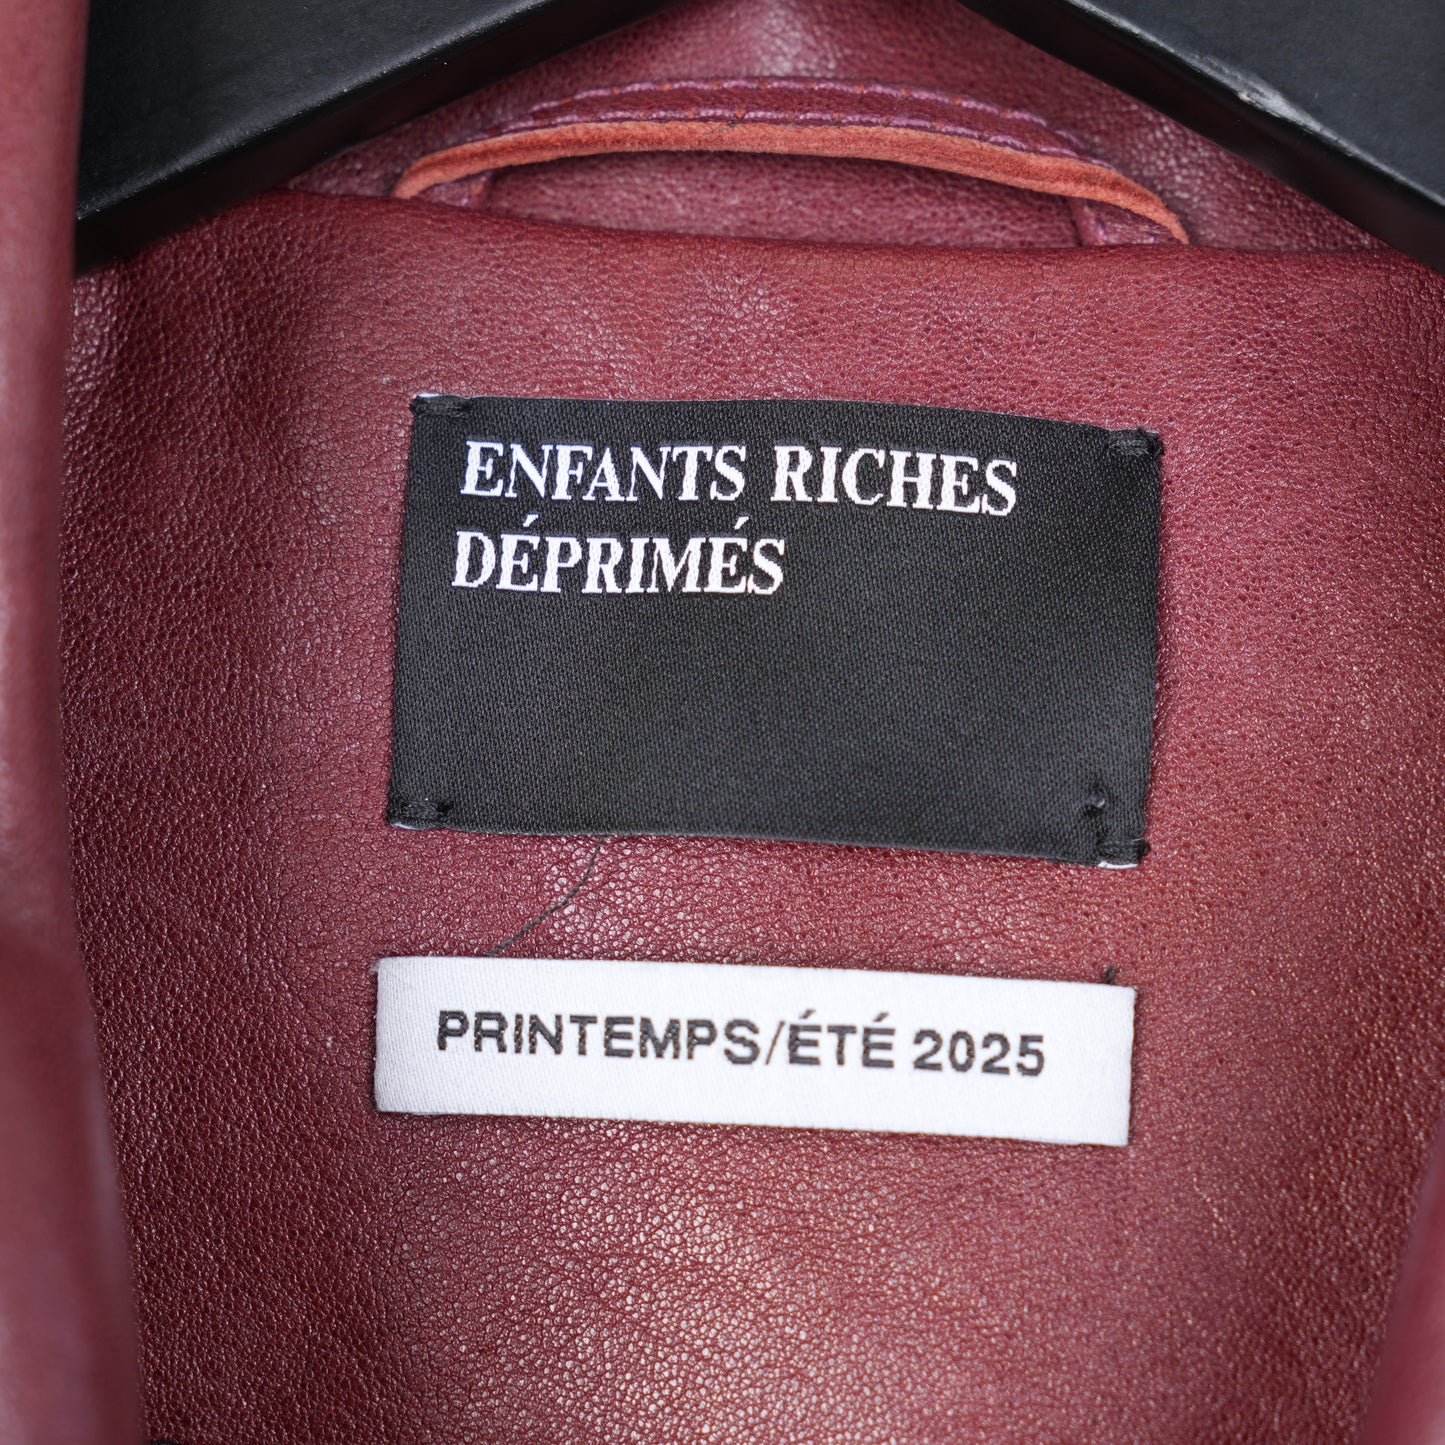 ENFANTS RICHES
DÉPRIMÉS
PRINTEMPS/ÉTÉ 2025